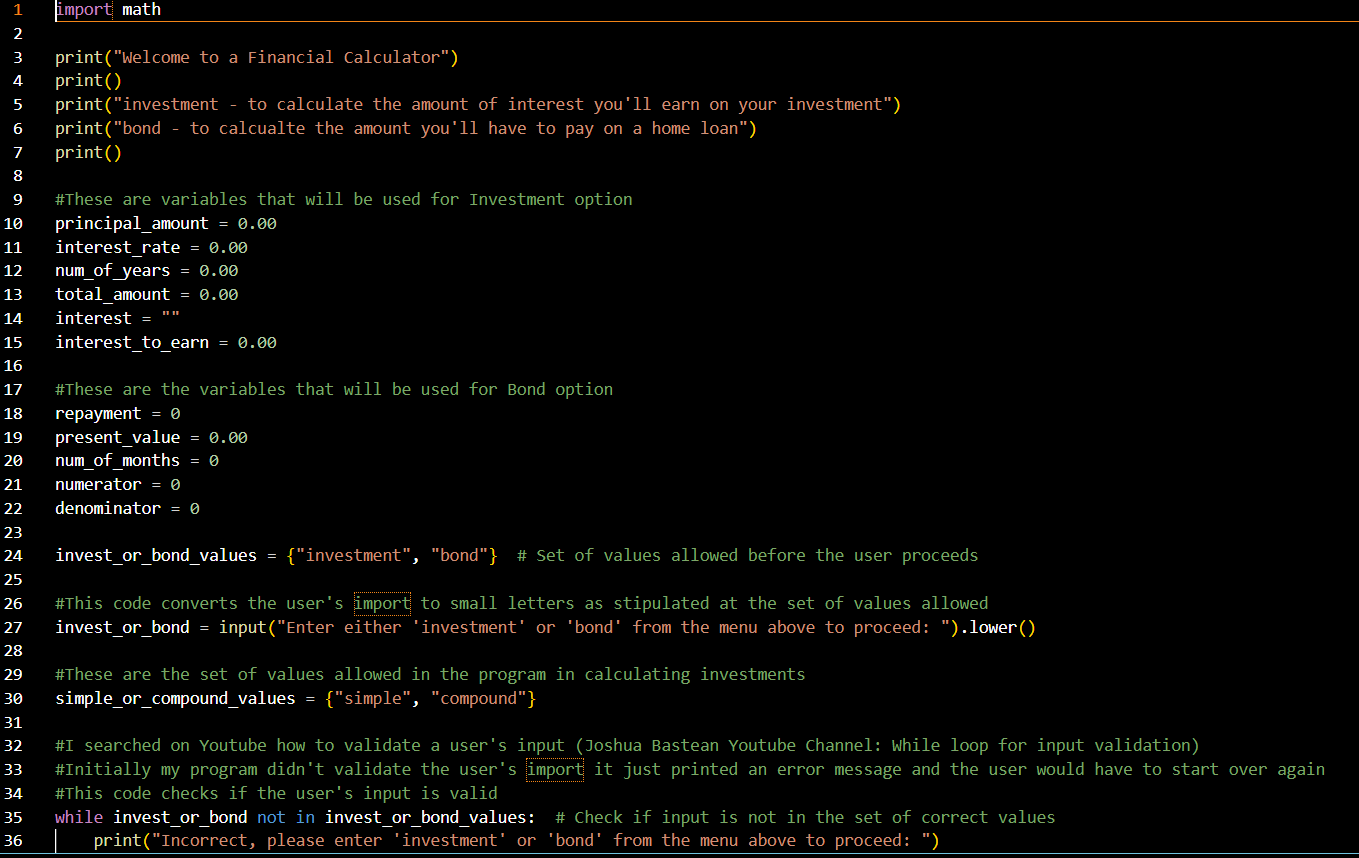 1 import math
2
3 print("Welcome to a Financial Calculator")
4 print()
5 print("investment - to calculate the amount of interest you'll earn on your investment")
6 print("bond - to calcualte the amount you'll have to pay on a home loan")
7 print()
8
9 #These are variables that will be used for Investment option
10 principal_amount = 0.00
11 interest_rate = 0.00
12 num_of_years = 0.00
13 total_amount = 0.00
14 interest = ""
15 interest_to_earn = 0.00
16
17 #These are the variables that will be used for Bond option
18 repayment = 0
19 present_value = 0.00
20 num_of_months = 0
21 numerator = 0
22 denominator = 0
23
24 invest_or_bond_values = {"investment", "bond"}  # Set of values allowed before the user proceeds
25
26 #This code converts the user's import to small letters as stipulated at the set of values allowed
27 invest_or_bond = input("Enter either 'investment' or 'bond' from the menu above to proceed: ").lower()
28
29 #These are the set of values allowed in the program in calculating investments
30 simple_or_compound_values = {"simple", "compound"}
31
32 #I searched on Youtube how to validate a user's input (Joshua Bastean Youtube Channel: While loop for input validation)
33 #Initially my program didn't validate the user's import it just printed an error message and the user would have to start over again
34 #This code checks if the user's input is valid
35 while invest_or_bond not in invest_or_bond_values:  # Check if input is not in the set of correct values
36     print("Incorrect, please enter 'investment' or 'bond' from the menu above to proceed: ")